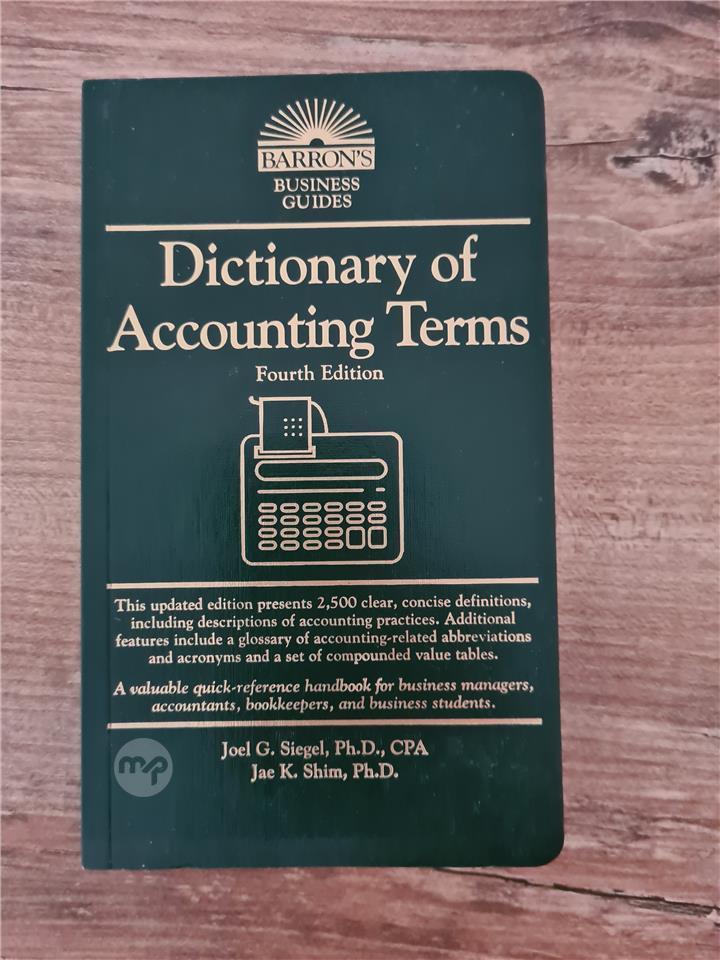 BARRON'S
BUSINESS
GUIDES
Dictionary of
Accounting Terms
Fourth Edition
This updated edition presents 2,500 clear, concise definitions,
including descriptions of accounting practices. Additional
features include a glossary of accounting-related abbreviations
and acronyms and a set of compounded value tables.
A valuable quick-reference handbook for business managers,
accountants, bookkeepers, and business students.
Joel G. Siegel, Ph.D., CPA
Jae K. Shim, Ph.D.
mp